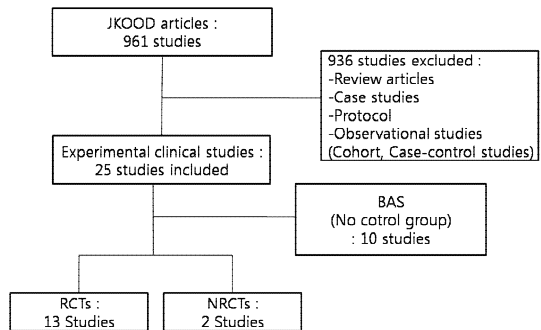 JKOOD articles :
961 studies
936 studies excluded :
-Review articles
-Case studies
-Protocol
-Observational studies
(Cohort, Case-control studies)
Experimental clinical studies :
25 studies included
BAS
(No cotrol group)
: 10 studies
RCTs :
13 Studies
NRCTs :
2 Studies